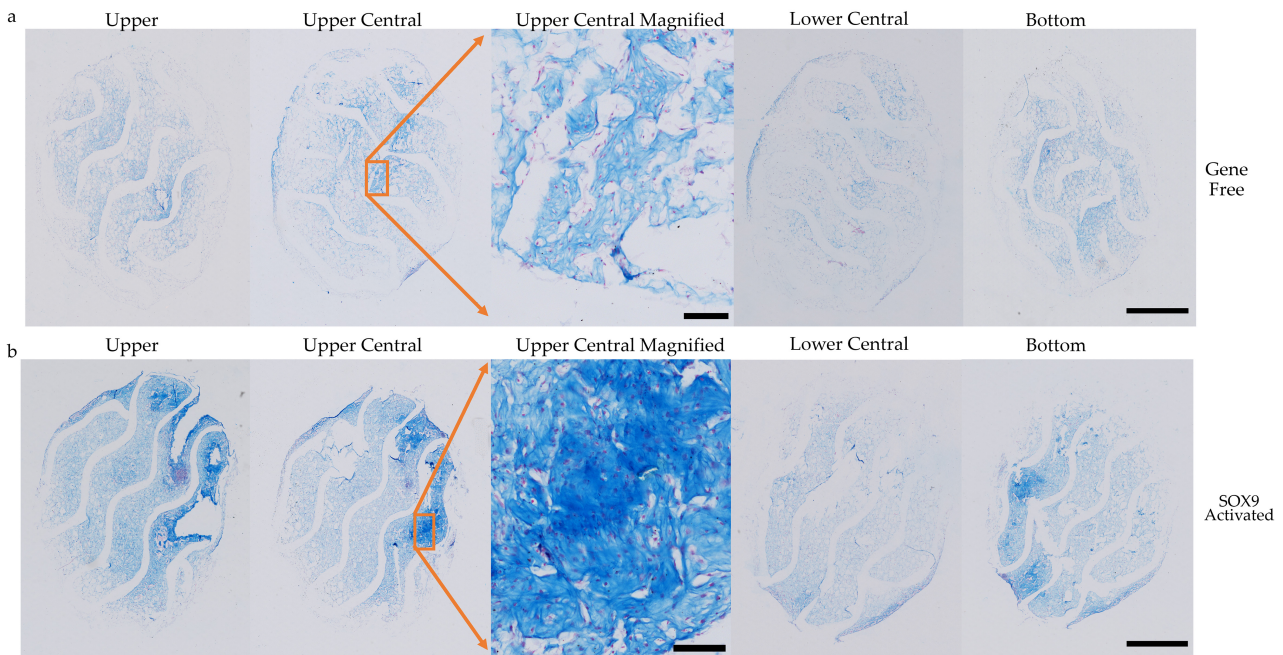 a
Upper
Upper Central
Upper Central Magnified
Lower Central
Bottom
Gene
Free
b
Upper
Upper Central
Upper Central Magnified
Lower Central
Bottom
SOX9
Activated